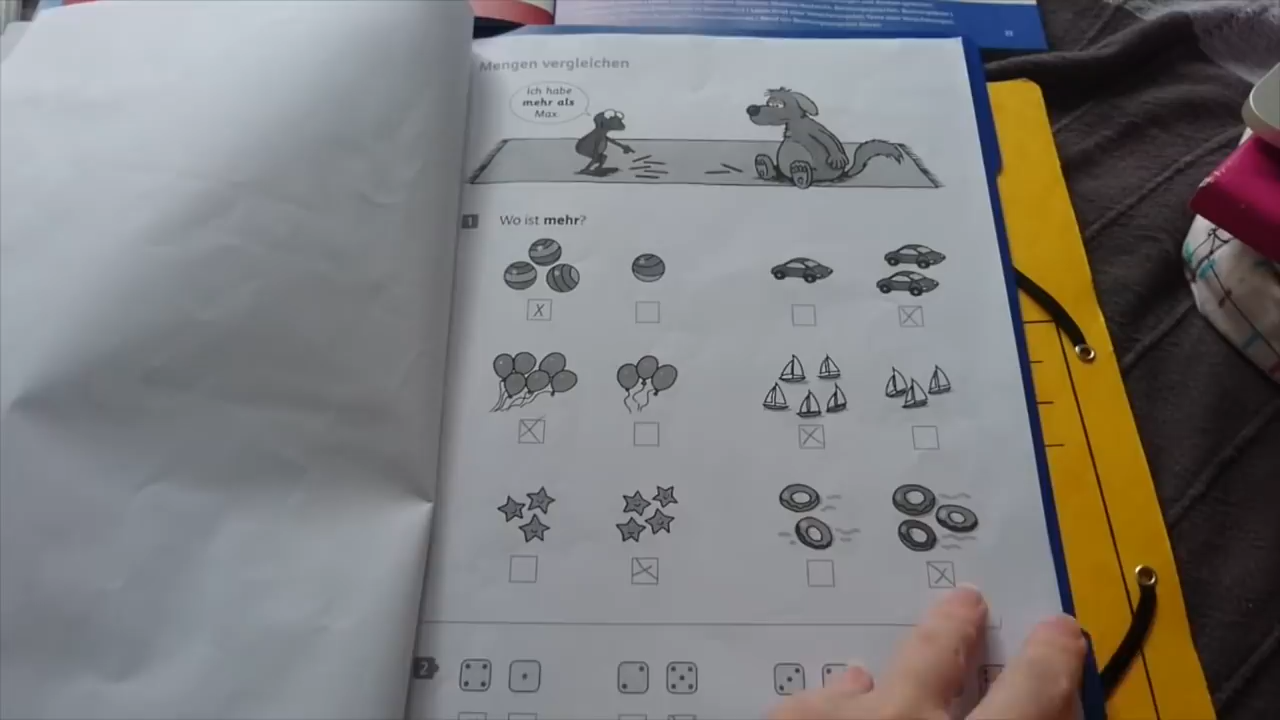 Mengen vergleichen
Ich habe
mehr als
Max
1 Wo ist mehr?
X
2